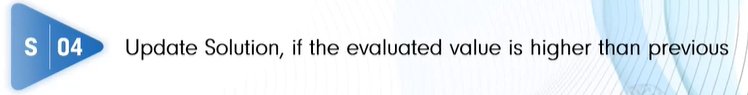 S 04 Update Solution, if the evaluated value is higher than previous